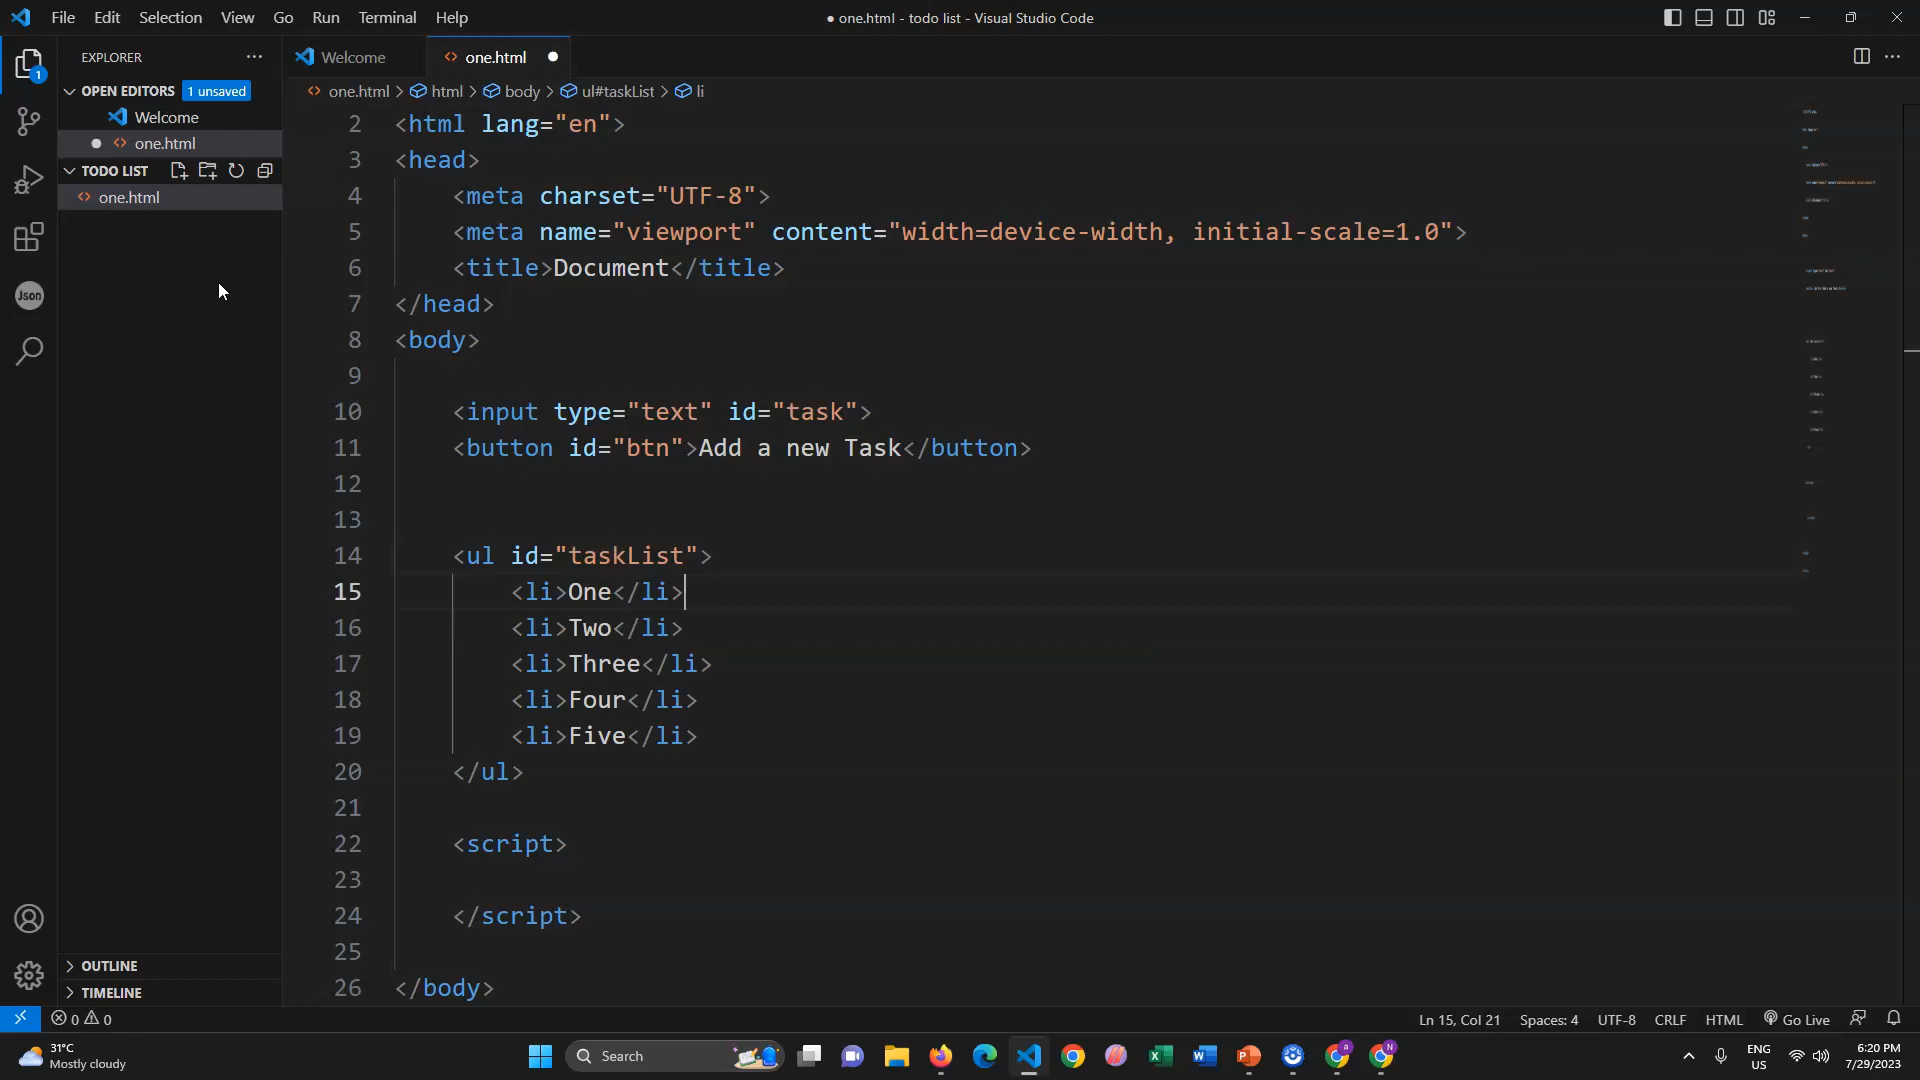 File Edit Selection View Go Run Terminal Help
● one.html - todo list - Visual Studio Code
EXPLORER
Welcome
one.html
OPEN EDITORS 1 unsaved
Welcome
one.html
TODO LIST
one.html
one.html > html > body > ul#taskList > li
2 <html lang="en">
3 <head>
4 <meta charset="UTF-8">
5 <meta name="viewport" content="width=device-width, initial-scale=1.0">
6 <title>Document</title>
7 </head>
8 <body>
9
10 <input type="text" id="task">
11 <button id="btn">Add a new Task</button>
12
13
14 <ul id="taskList">
15 <li>One</li>
16 <li>Two</li>
17 <li>Three</li>
18 <li>Four</li>
19 <li>Five</li>
20 </ul>
21
22 <script>
23
24 </script>
25
26 </body>
1
Json
OUTLINE
TIMELINE
0 0
Ln 15, Col 21 Spaces: 4 UTF-8 CRLF HTML Go Live
31°C
Mostly cloudy
Search
ENG
US
6:20 PM
7/29/2023